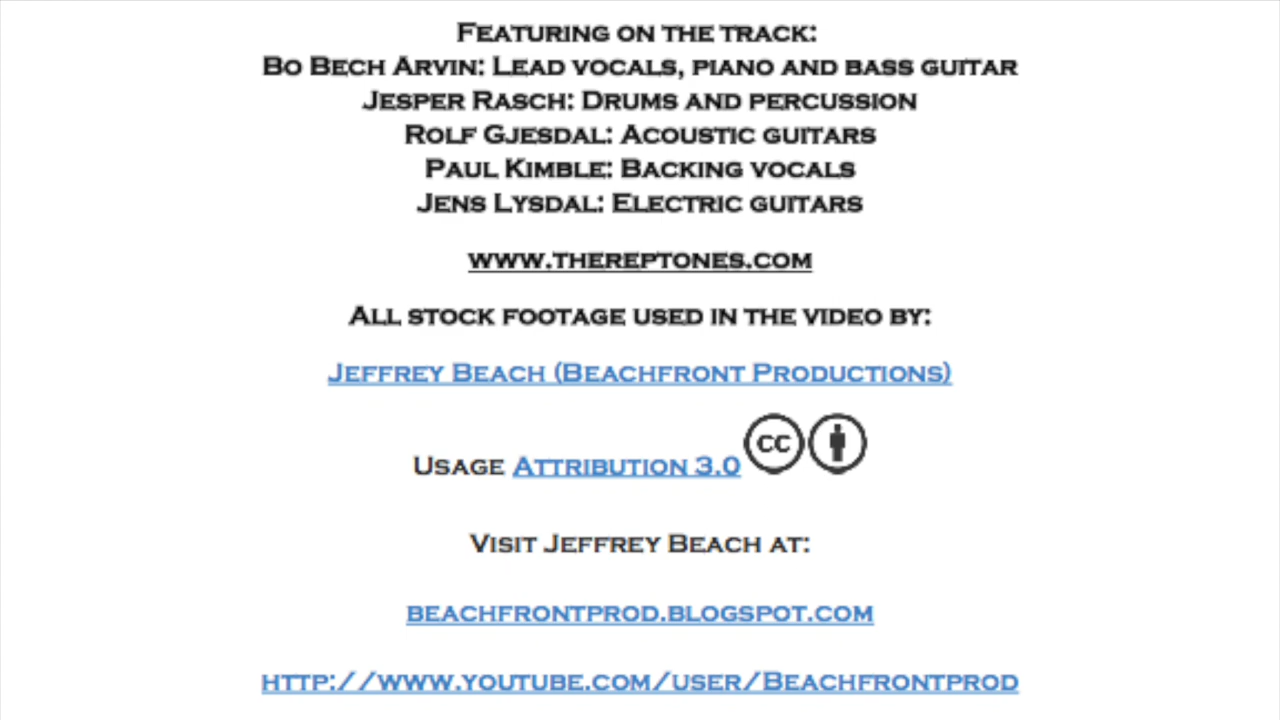 Featuring on the track:
Bo Bech Arvin: Lead vocals, piano and bass guitar
Jesper Rasch: Drums and percussion
Rolf Gjesdal: Acoustic guitars
Paul Kimble: Backing vocals
Jens Lysdal: Electric guitars
www.thereptones.com
All stock footage used in the video by:
Jeffrey Beach (Beachfront Productions)
Usage Attribution 3.0 cc
Visit Jeffrey Beach at:
beachfrontprod.blogspot.com
http://www.youtube.com/user/Beachfrontprod